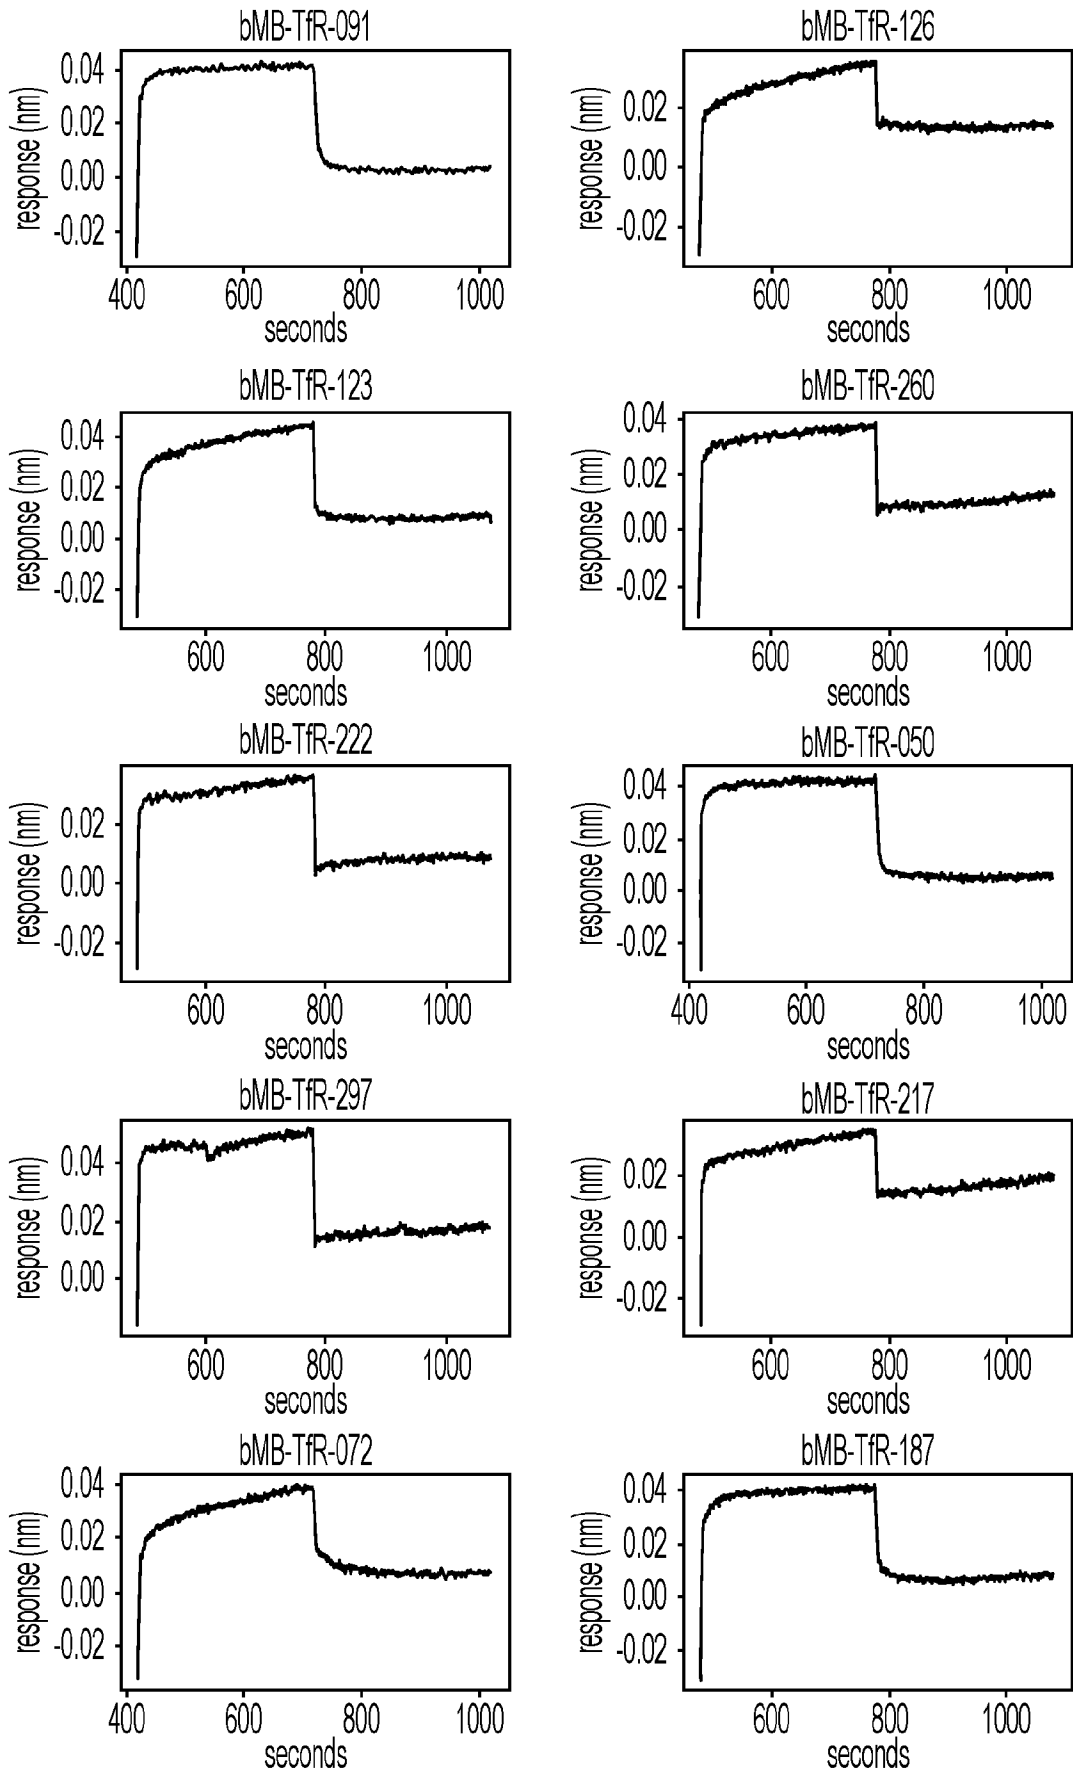 bMB-TfR-091
response (nm)
0.04
0.02
0.00
-0.02
400 600 800 1000
seconds
bMB-TfR-126
response (nm)
0.02
0.00
-0.02
600 800 1000
seconds
bMB-TfR-123
response (nm)
0.04
0.02
0.00
-0.02
600 800 1000
seconds
bMB-TfR-260
response (nm)
0.04
0.02
0.00
-0.02
600 800 1000
seconds
bMB-TfR-222
response (nm)
0.02
0.00
-0.02
600 800 1000
seconds
bMB-TfR-050
response (nm)
0.04
0.02
0.00
-0.02
400 600 800 1000
seconds
bMB-TfR-297
response (nm)
0.04
0.02
0.00
600 800 1000
seconds
bMB-TfR-217
response (nm)
0.02
0.00
-0.02
600 800 1000
seconds
bMB-TfR-072
response (nm)
0.04
0.02
0.00
-0.02
400 600 800 1000
seconds
bMB-TfR-187
response (nm)
0.04
0.02
0.00
-0.02
600 800 1000
seconds